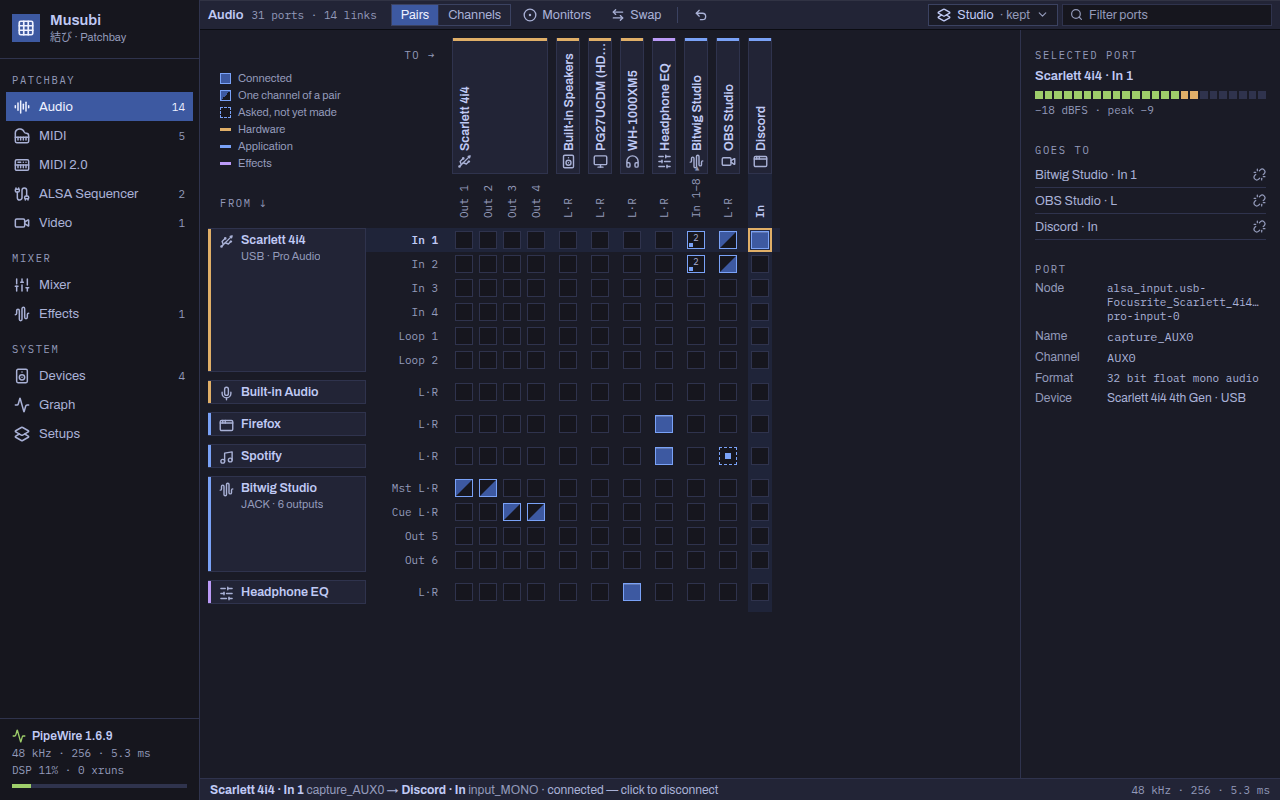 Musubi
結び · Patchbay
PATCHBAY
Audio 14
MIDI 5
MIDI 2.0
ALSA Sequencer 2
Video 1
MIXER
Mixer
Effects 1
SYSTEM
Devices 4
Graph
Setups
PipeWire 1.6.9
48 kHz · 256 · 5.3 ms
DSP 11% · 0 xruns
Audio 31 ports · 14 links Pairs Channels Monitors Swap Studio · kept Filter ports
TO →
Connected
One channel of a pair
Asked, not yet made
Hardware
Application
Effects
FROM ↓
Scarlett 4i4
Built-in Speakers
PG27UCDM (HD…
WH-1000XM5
Headphone EQ
Bitwig Studio
OBS Studio
Discord
Out 1
Out 2
Out 3
Out 4
L·R
L·R
L·R
L·R
In 1–8
L·R
In
Scarlett 4i4 In 1 2
USB · Pro Audio
In 2 2
In 3
In 4
Loop 1
Loop 2
Built-in Audio L·R
Firefox L·R
Spotify L·R
Bitwig Studio Mst L·R
JACK · 6 outputs
Cue L·R
Out 5
Out 6
Headphone EQ L·R
SELECTED PORT
Scarlett 4i4 · In 1
−18 dBFS · peak −9
GOES TO
Bitwig Studio · In 1
OBS Studio · L
Discord · In
PORT
Node alsa_input.usb-
Focusrite_Scarlett_4i4…
pro-input-0
Name capture_AUX0
Channel AUX0
Format 32 bit float mono audio
Device Scarlett 4i4 4th Gen · USB
Scarlett 4i4 · In 1 capture_AUX0 → Discord · In input_MONO · connected — click to disconnect 48 kHz · 256 · 5.3 ms